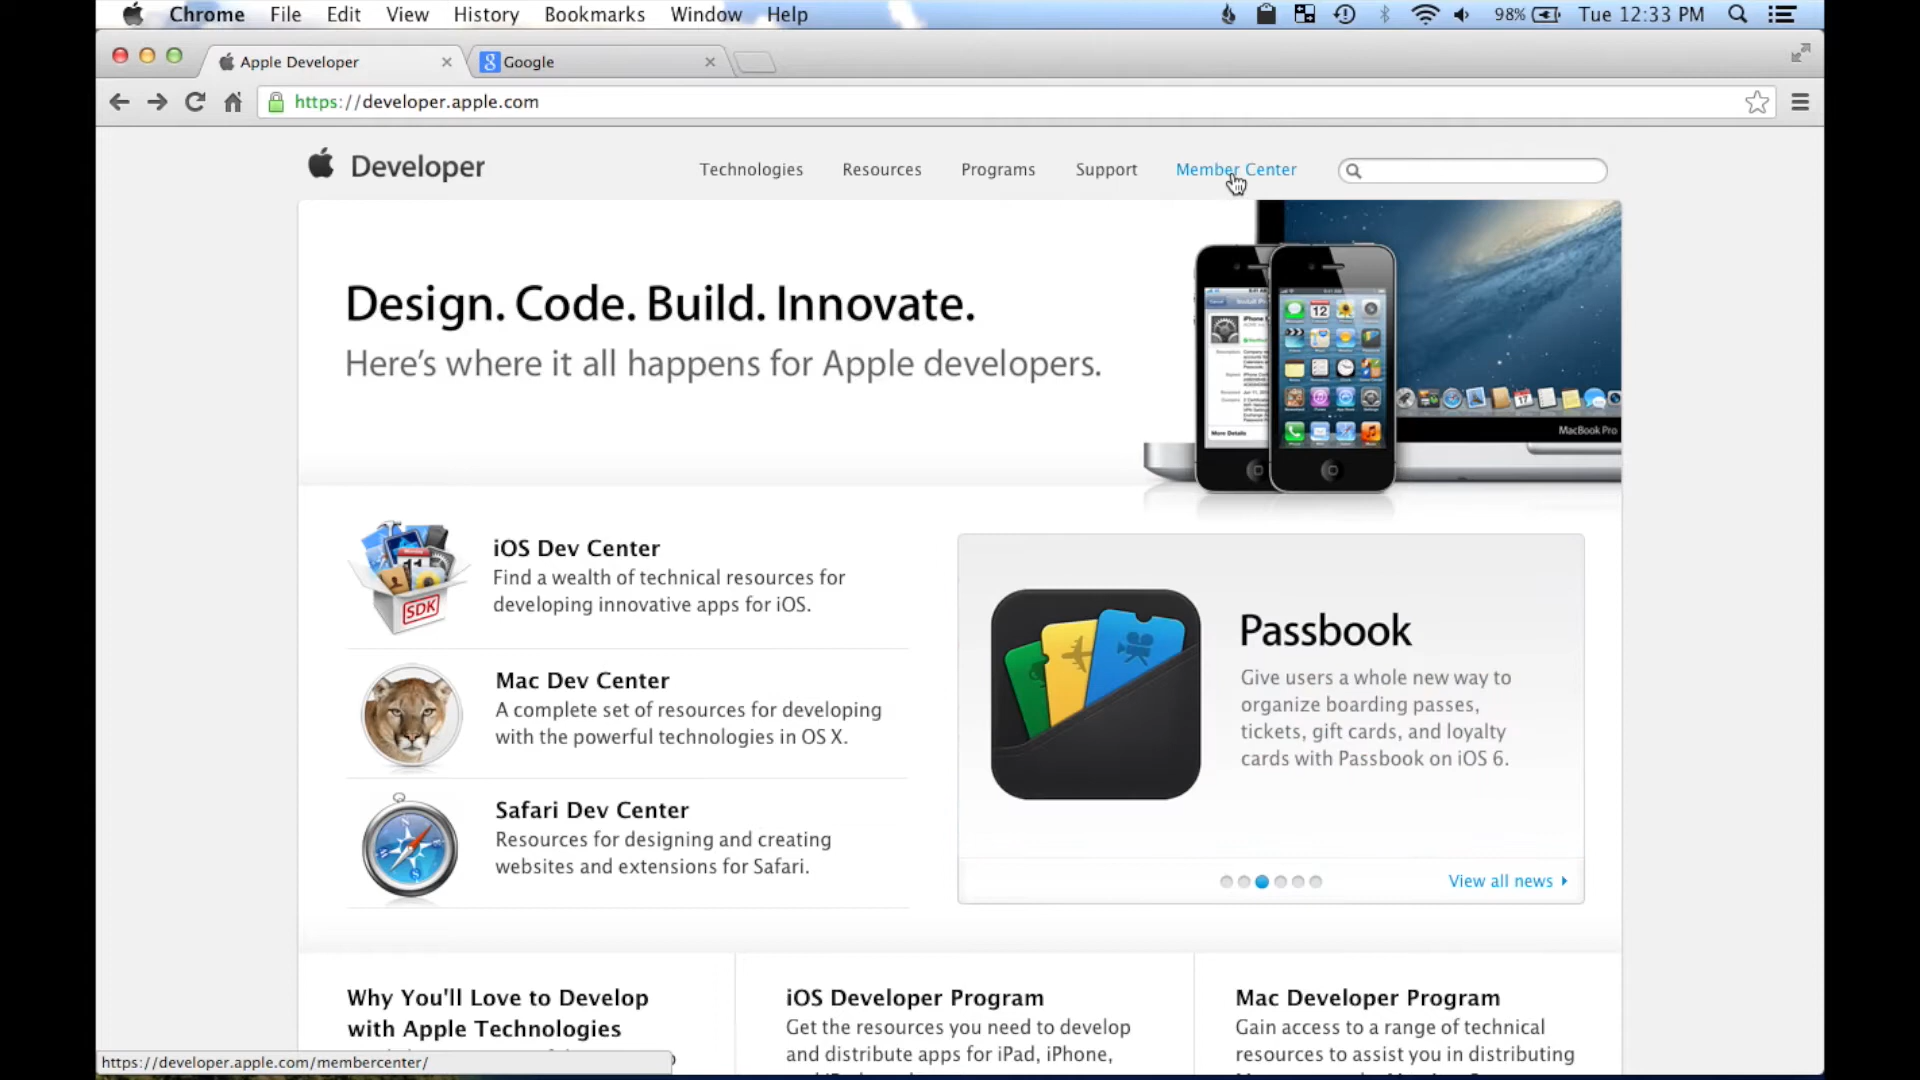 Chrome File Edit View History Bookmarks Window Help
98% Tue 12:33 PM
Apple Developer
Google
https://developer.apple.com
Developer
Technologies Resources Programs Support Member Center
Design. Code. Build. Innovate.
Here's where it all happens for Apple developers.
MacBook Pro
More Details
iOS Dev Center
Find a wealth of technical resources for
developing innovative apps for iOS.
SDK
Mac Dev Center
A complete set of resources for developing
with the powerful technologies in OS X.
Safari Dev Center
Resources for designing and creating
websites and extensions for Safari.
Passbook
Give users a whole new way to
organize boarding passes,
tickets, gift cards, and loyalty
cards with Passbook on iOS 6.
View all news
Why You'll Love to Develop
with Apple Technologies
iOS Developer Program
Get the resources you need to develop
and distribute apps for iPad, iPhone,
Mac Developer Program
Gain access to a range of technical
resources to assist you in distributing
https://developer.apple.com/membercenter/